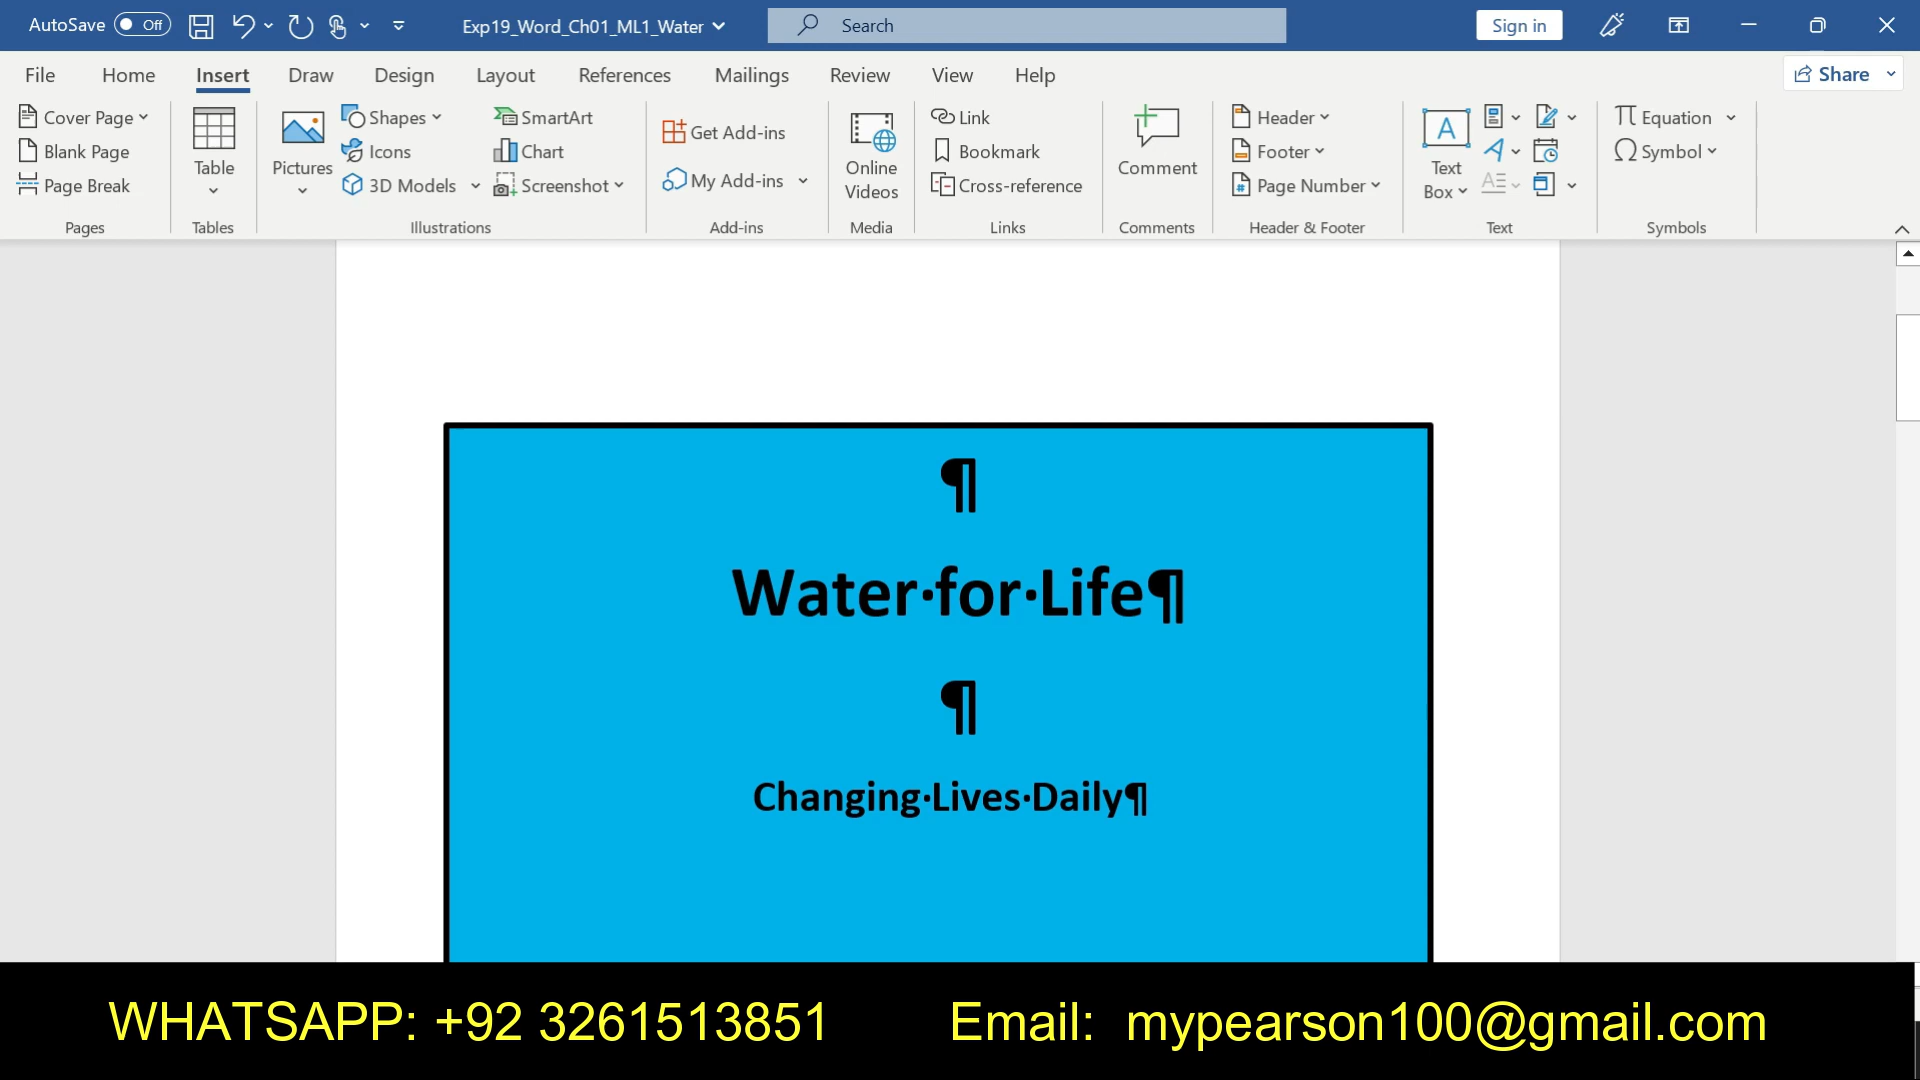 AutoSave Off Exp19_Word_Ch01_ML1_Water Search Sign in
File Home Insert Draw Design Layout References Mailings Review View Help Share
Cover Page
Blank Page
Page Break
Pages
Table
Tables
Pictures
Shapes
Icons
3D Models
SmartArt
Chart
Screenshot
Illustrations
Get Add-ins
My Add-ins
Add-ins
Online
Videos
Media
Link
Bookmark
Cross-reference
Links
Comment
Comments
Header
Footer
Page Number
Header & Footer
Text
Box
Text
Equation
Symbol
Symbols
¶
Water·for·Life¶
¶
Changing·Lives·Daily¶
WHATSAPP: +92 3261513851 Email: mypearson100@gmail.com